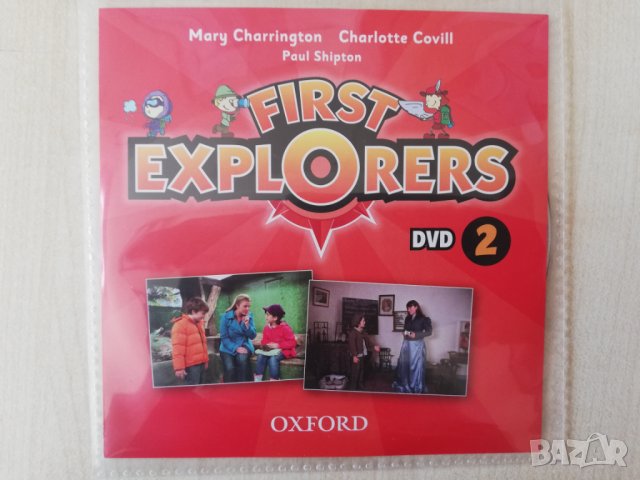 Mary Charrington Charlotte Covill
Paul Shipton
FIRST
EXPLORERS
DVD 2
OXFORD
BAZAR